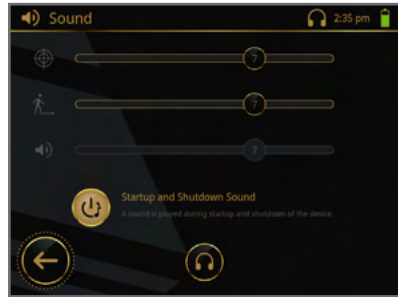 Sound 2:35 pm
7
7
7
Startup and Shutdown Sound
A sound is played during startup and shutdown of the device.